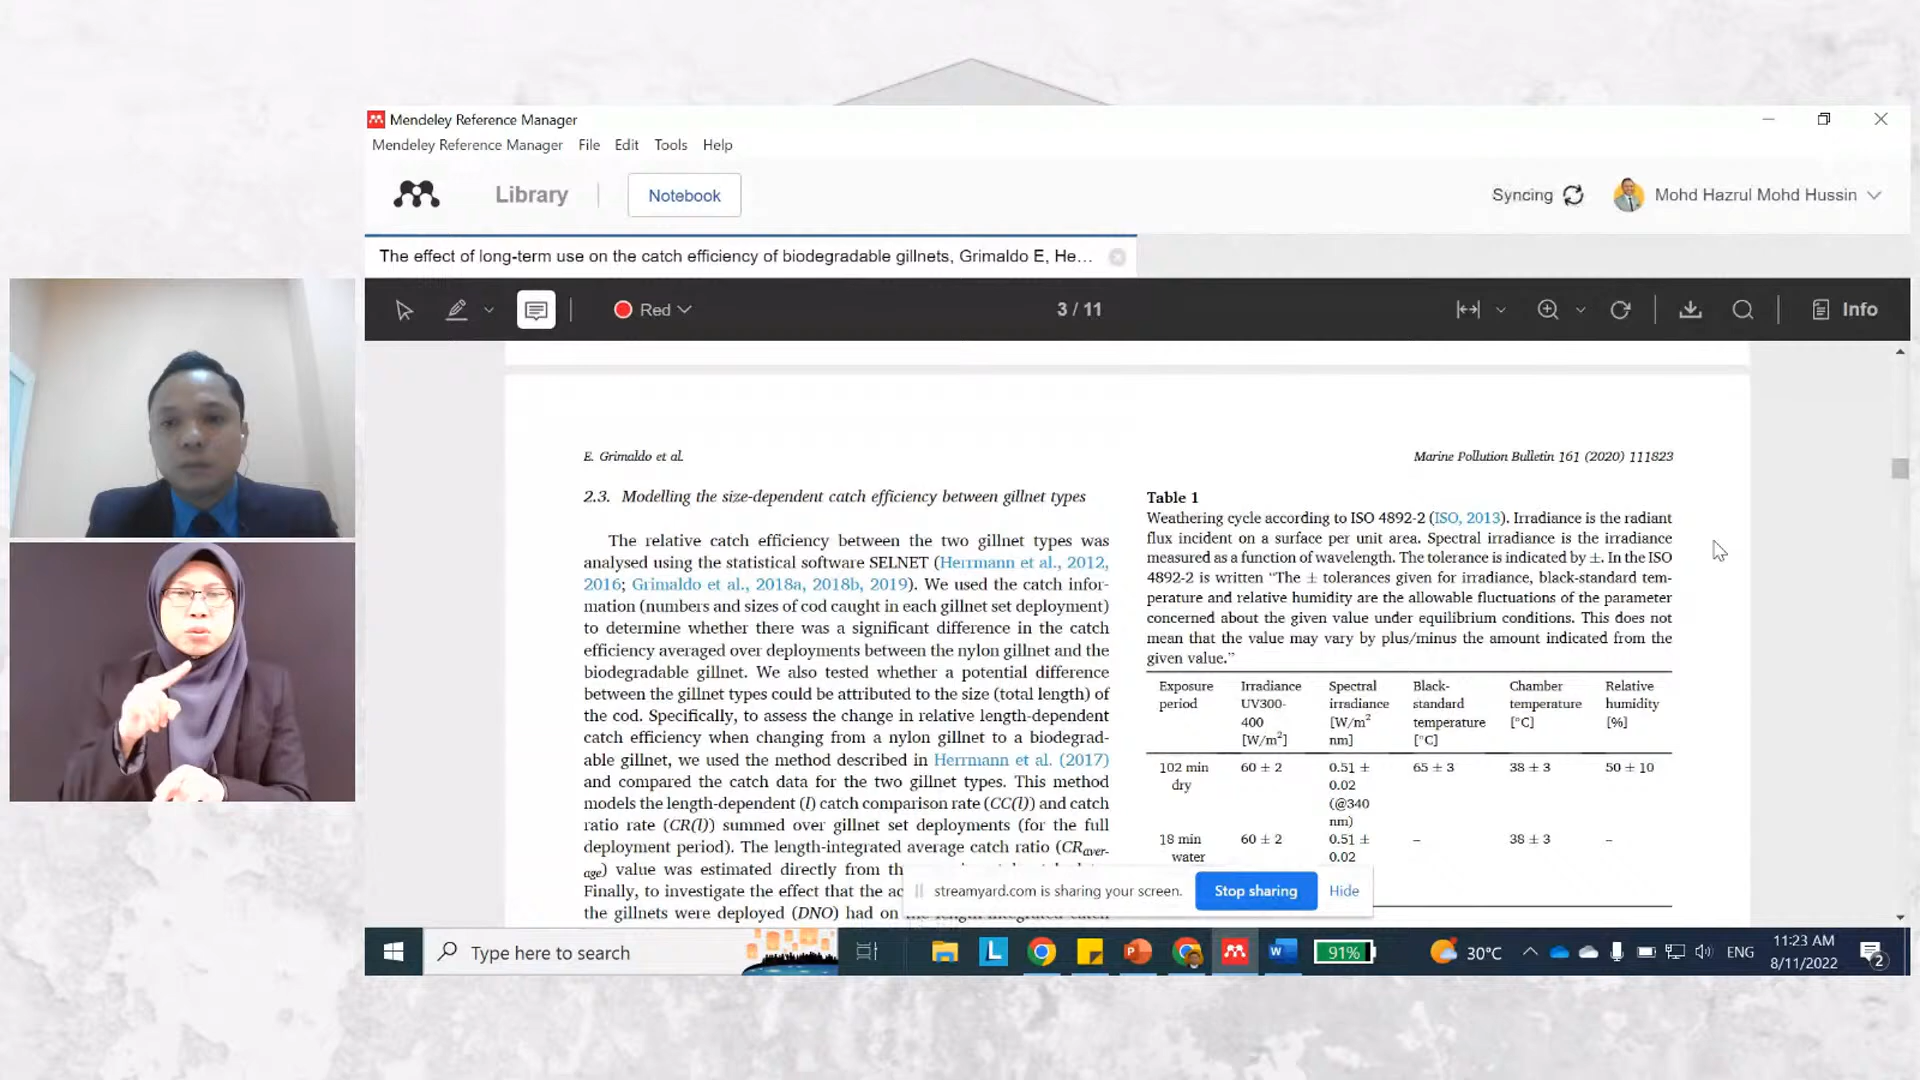 Mendeley Reference Manager
Mendeley Reference Manager File Edit Tools Help
Library Notebook Syncing Mohd Hazrul Mohd Hussin
The effect of long-term use on the catch efficiency of biodegradable gillnets, Grimaldo E, He...
Red 3 / 11 Info
E. Grimaldo et al.
Marine Pollution Bulletin 161 (2020) 111823
2.3. Modelling the size-dependent catch efficiency between gillnet types
The relative catch efficiency between the two gillnet types was
analysed using the statistical software SELNET (Herrmann et al., 2012,
2016; Grimaldo et al., 2018a, 2018b, 2019). We used the catch infor-
mation (numbers and sizes of cod caught in each gillnet set deployment)
to determine whether there was a significant difference in the catch
efficiency averaged over deployments between the nylon gillnet and the
biodegradable gillnet. We also tested whether a potential difference
between the gillnet types could be attributed to the size (total length) of
the cod. Specifically, to assess the change in relative length-dependent
catch efficiency when changing from a nylon gillnet to a biodegrad-
able gillnet, we used the method described in Herrmann et al. (2017)
and compared the catch data for the two gillnet types. This method
models the length-dependent (l) catch comparison rate (CC(l)) and catch
ratio rate (CR(l)) summed over gillnet set deployments (for the full
deployment period). The length-integrated average catch ratio (CRaver-
age) value was estimated directly from the
Finally, to investigate the effect that the ac
the gillnets were deployed (DNO) had on
Table 1
Weathering cycle according to ISO 4892-2 (ISO, 2013). Irradiance is the radiant
flux incident on a surface per unit area. Spectral irradiance is the irradiance
measured as a function of wavelength. The tolerance is indicated by ±. In the ISO
4892-2 is written "The ± tolerances given for irradiance, black-standard tem-
perature and relative humidity are the allowable fluctuations of the parameter
concerned about the given value under equilibrium conditions. This does not
mean that the value may vary by plus/minus the amount indicated from the
given value."
Exposure Irradiance Spectral Black- Chamber Relative
period UV300- irradiance standard temperature humidity
400 [W/m2 temperature [°C] [%]
[W/m2] nm] [°C]
102 min 60 ± 2 0.51 ± 65 ± 3 38 ± 3 50 ± 10
dry 0.02
(@340
nm)
18 min 60 ± 2 0.51 ± – 38 ± 3 –
water 0.02
streamyard.com is sharing your screen. Stop sharing Hide
Type here to search L 91% 30°C ENG 11:23 AM
8/11/2022 2